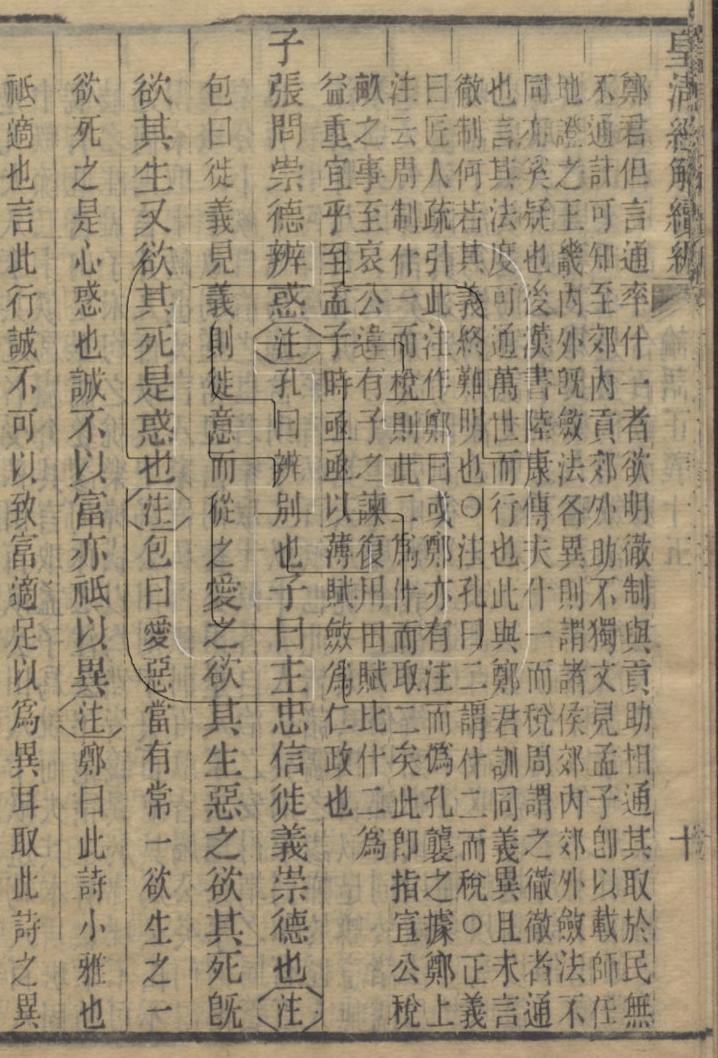 皇清經解續編
十
鄭君但言通率什一者欲明徹制與貢助相通其取於民無
不通計可知至郊內貢郊外助不獨文見孟子卽以載師任
地證之王畿內外旣斂法各異則謂諸侯郊內郊外斂法不
同亦奚疑也後漢書陸康傳夫什一而稅周謂之徹徹者通
也言其法度可通萬世而行也此與鄭君訓同義異且未言
徹制何若其義終難明也○注孔曰二謂什二而稅○正義
曰匠人疏引此注作鄭曰或鄭亦有注而僞孔襲之據鄭上
注云周制什一而稅則此二爲什而取二矣此卽指宣公稅
畝之事至哀公違有子之諫復用田賦比什二爲
益重宜乎至孟子時亟亟以薄賦斂爲仁政也
子張問崇德辨惑注孔曰辨別也子曰主忠信徙義崇德也注
包曰徙義見義則徙意而從之愛之欲其生惡之欲其死旣
欲其生又欲其死是惑也注包曰愛惡當有常一欲生之一
欲死之是心惑也誠不以富亦祗以異注鄭曰此詩小雅也
祗適也言此行誠不可以致富適足以爲異耳取此詩之異